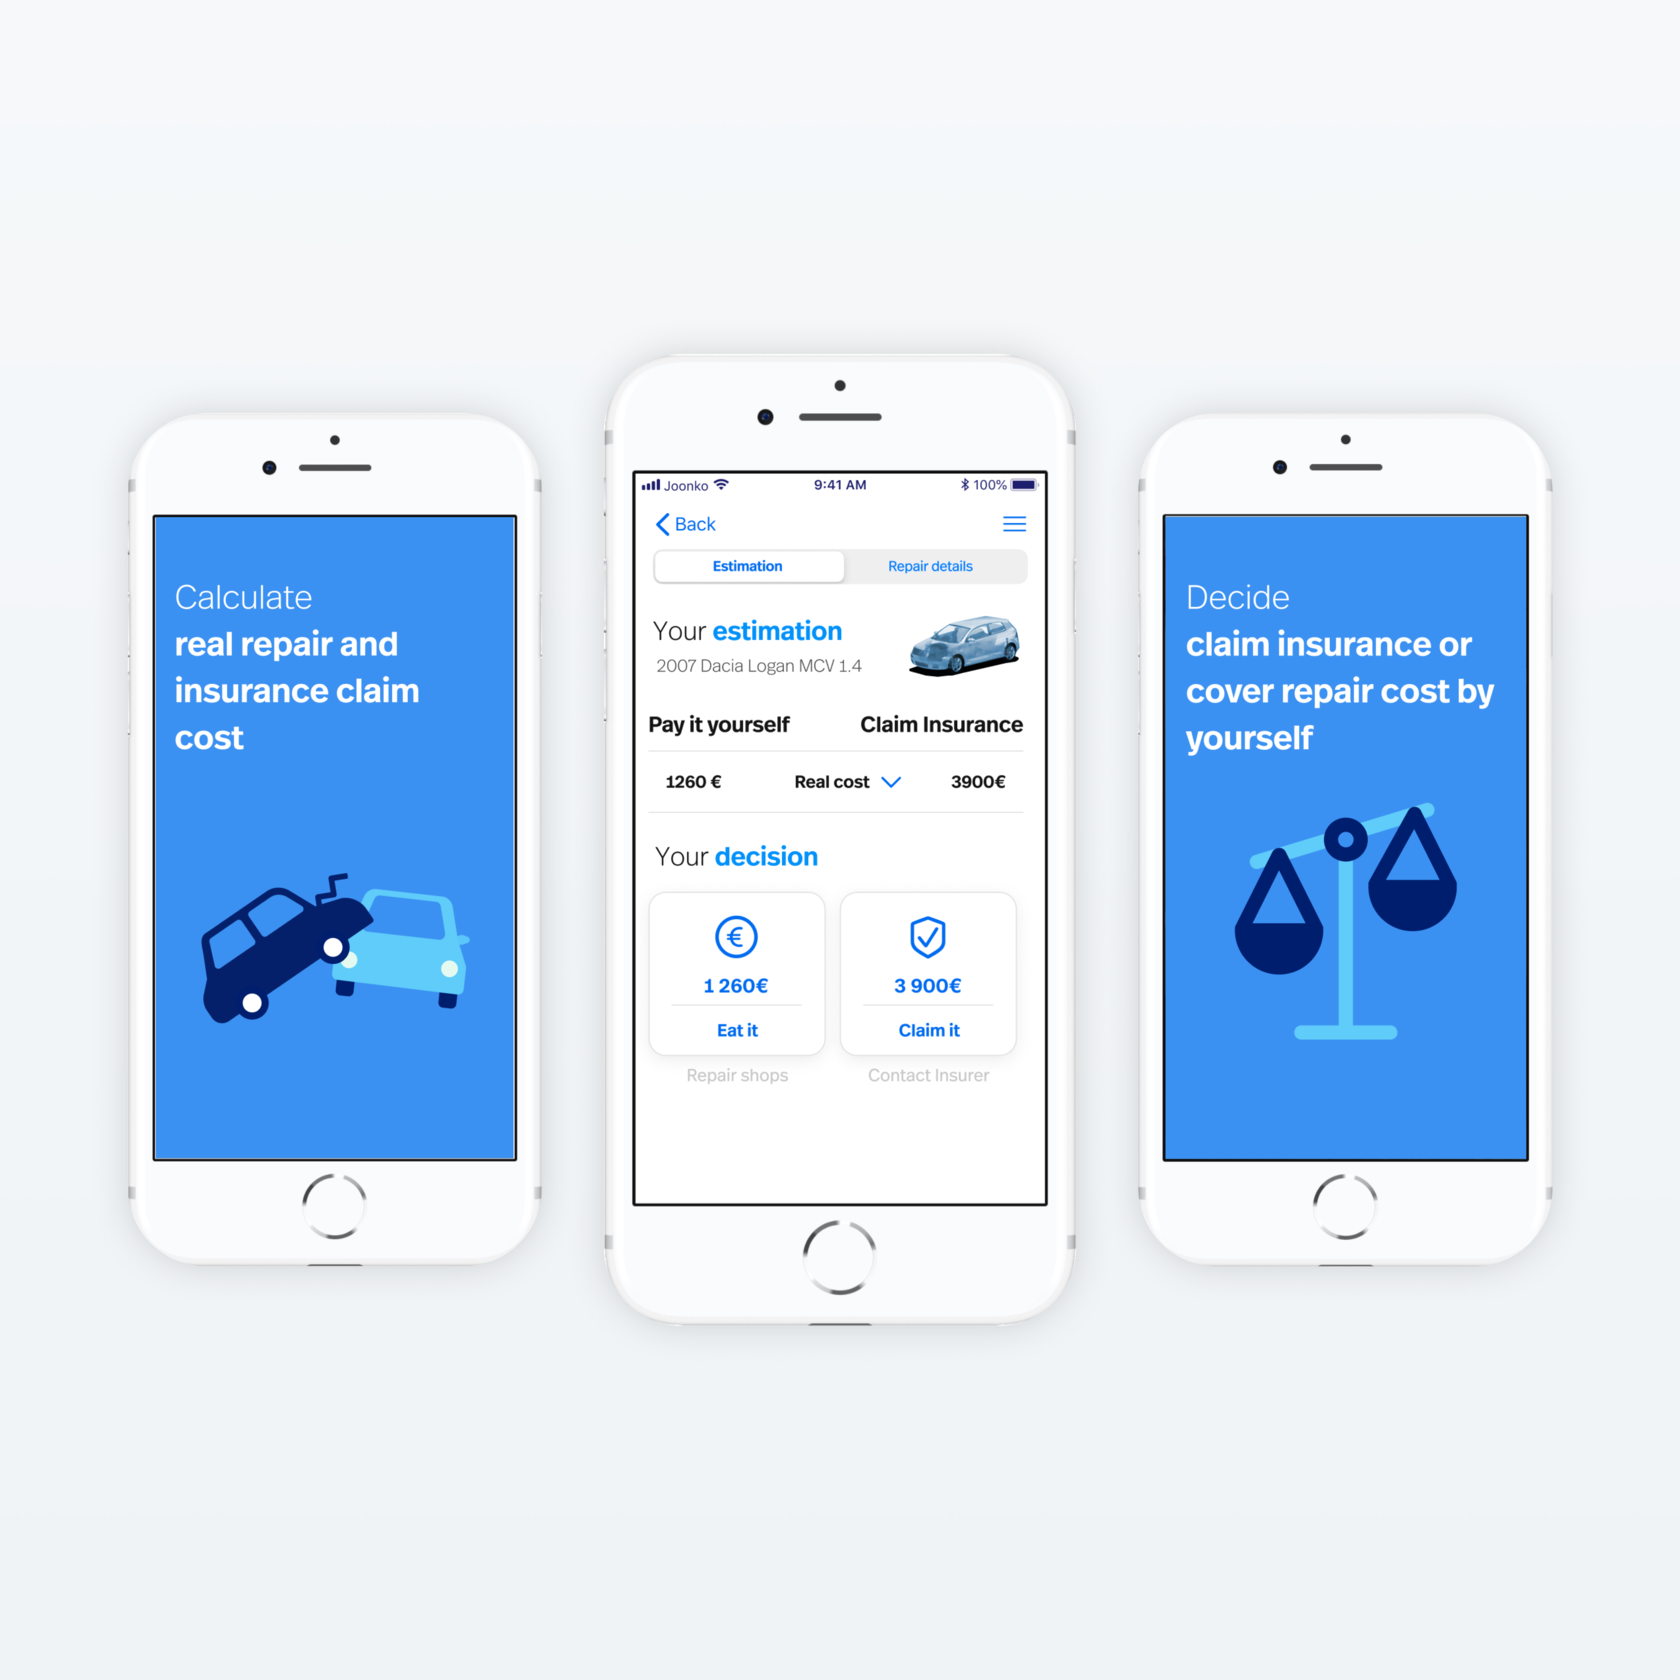 Calculate
real repair and
insurance claim
cost
Joonko 9:41 AM 100%
Back
Estimation Repair details
Your estimation
2007 Dacia Logan MCV 1.4
Pay it yourself Claim Insurance
1260 € Real cost 3900€
Your decision
€
1 260€ 3 900€
Eat it Claim it
Repair shops Contact Insurer
Decide
claim insurance or
cover repair cost by
yourself